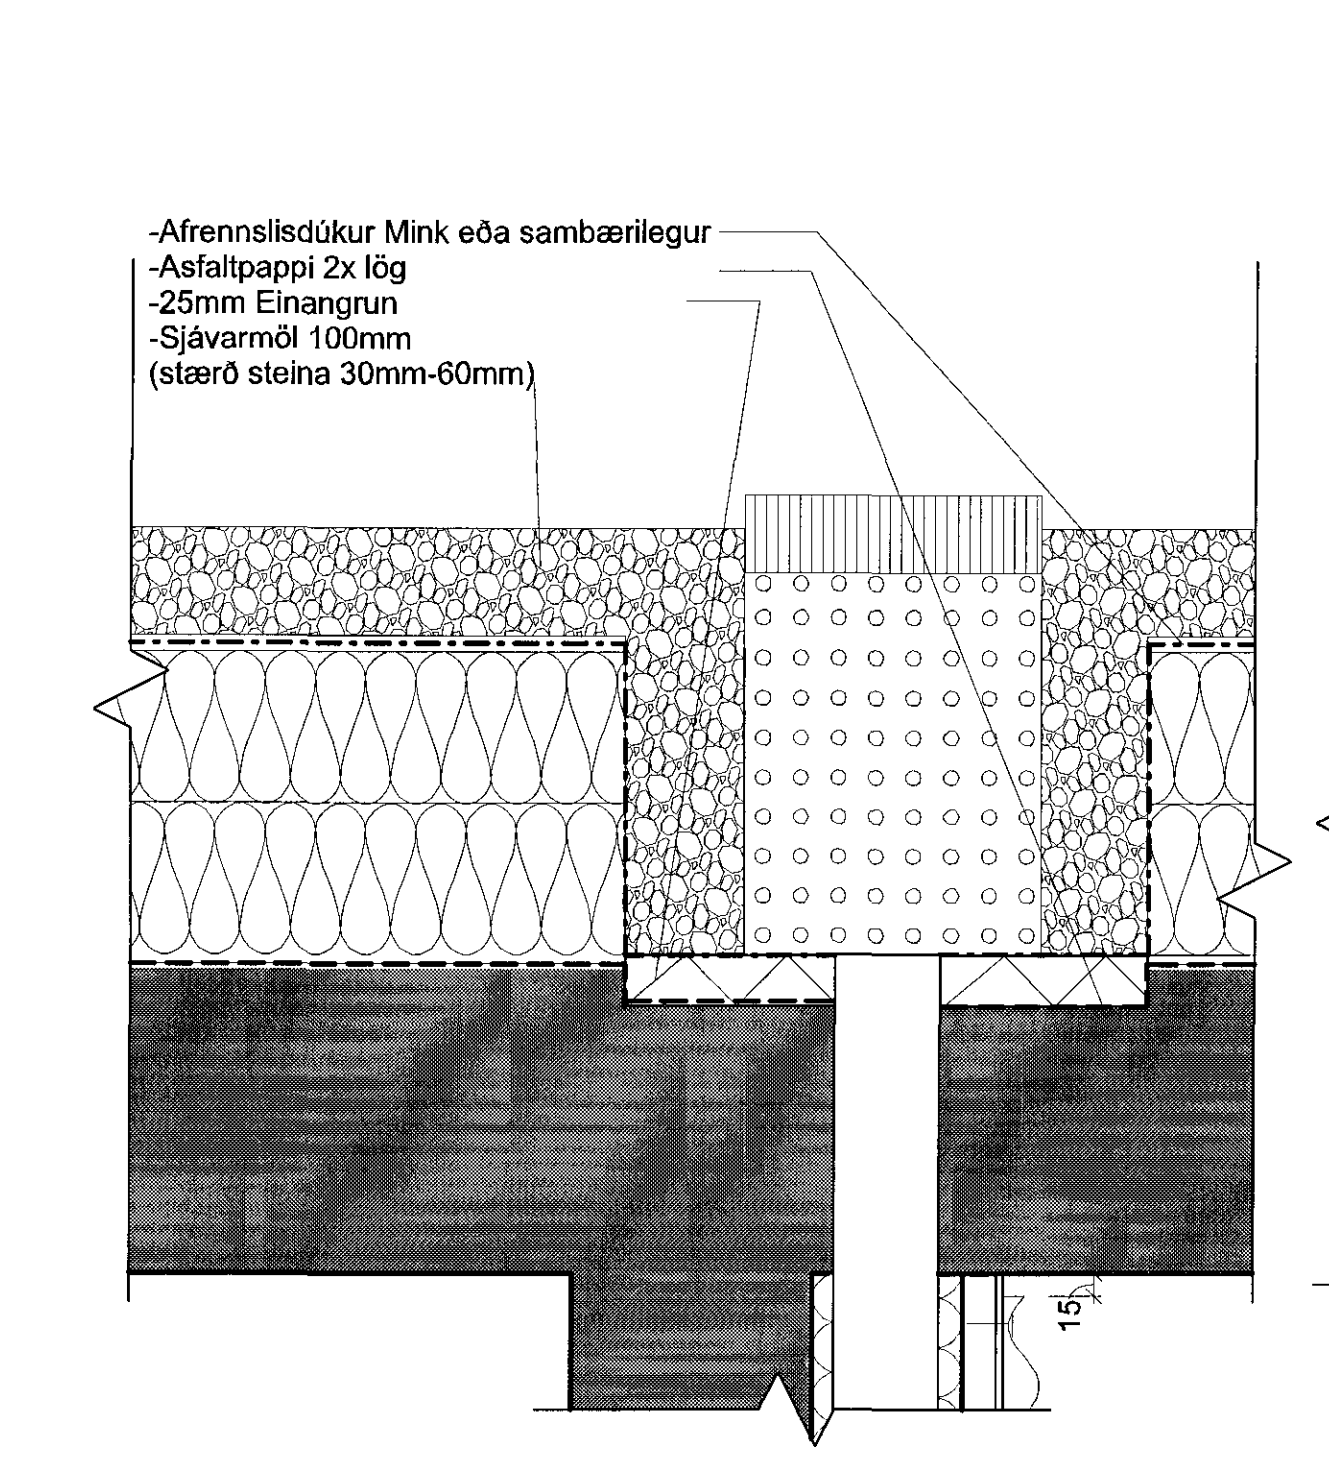 -Afrennslisdúkur Mink eða sambærilegur
-Asfaltpappi 2x lög
-25mm Einangrun
-Sjávarmöl 100mm
(stærð steina 30mm-60mm)
15